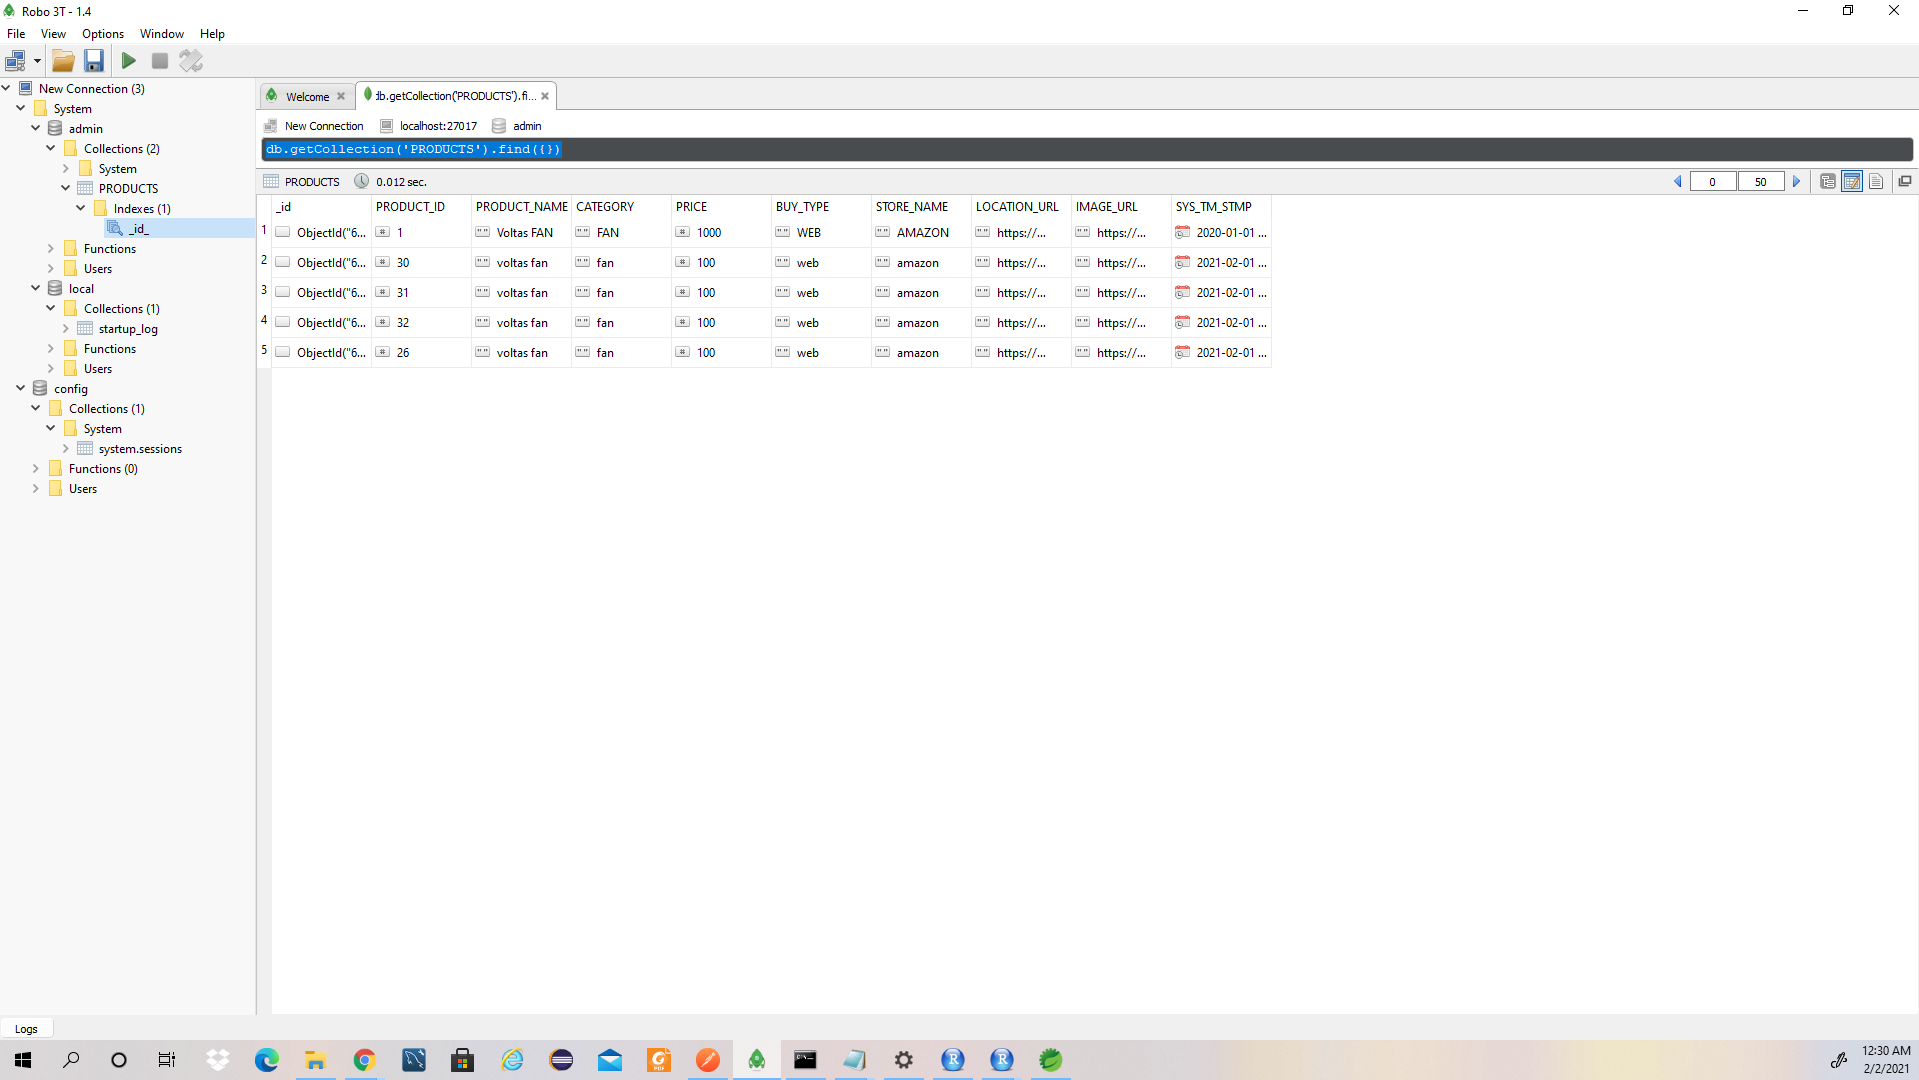 Robo 3T - 1.4
File View Options Window Help
New Connection (3)
System
admin
Collections (2)
System
PRODUCTS
Indexes (1)
_id_
Functions
Users
local
Collections (1)
startup_log
Functions
Users
config
Collections (1)
System
system.sessions
Functions (0)
Users
Welcome db.getCollection('PRODUCTS').fi...
New Connection localhost:27017 admin
db.getCollection('PRODUCTS').find({})
PRODUCTS 0.012 sec. 0 50
_id PRODUCT_ID PRODUCT_NAME CATEGORY PRICE BUY_TYPE STORE_NAME LOCATION_URL IMAGE_URL SYS_TM_STMP
1 ObjectId("6... # 1 "" Voltas FAN "" FAN # 1000 "" WEB "" AMAZON "" https://... "" https://... 2020-01-01 ...
2 ObjectId("6... # 30 "" voltas fan "" fan # 100 "" web "" amazon "" https://... "" https://... 2021-02-01 ...
3 ObjectId("6... # 31 "" voltas fan "" fan # 100 "" web "" amazon "" https://... "" https://... 2021-02-01 ...
4 ObjectId("6... # 32 "" voltas fan "" fan # 100 "" web "" amazon "" https://... "" https://... 2021-02-01 ...
5 ObjectId("6... # 26 "" voltas fan "" fan # 100 "" web "" amazon "" https://... "" https://... 2021-02-01 ...
Logs
12:30 AM
2/2/2021